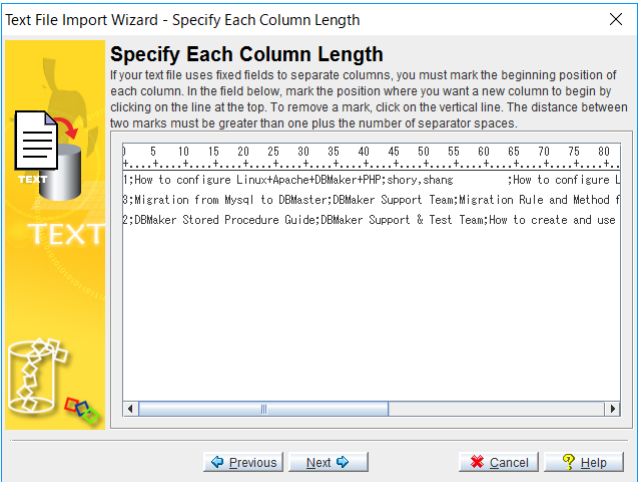 Text File Import Wizard - Specify Each Column Length
Specify Each Column Length
If your text file uses fixed fields to separate columns, you must mark the beginning position of
each column. In the field below, mark the position where you want a new column to begin by
clicking on the line at the top. To remove a mark, click on the vertical line. The distance between
two marks must be greater than one plus the number of separator spaces.
0 5 10 15 20 25 30 35 40 45 50 55 60 65 70 75 80
+....+....+....+....+....+....+....+....+....+....+....+....+....+....+....+....+.
1;How to configure Linux+Apache+DBMaker+PHP;shory,shang ;How to configure L
3;Migration from Mysql to DBMaster;DBMaker Support Team;Migration Rule and Method f
2;DBMaker Stored Procedure Guide;DBMaker Support & Test Team;How to create and use
TEXT
TEXT
Previous
Next
Cancel
Help